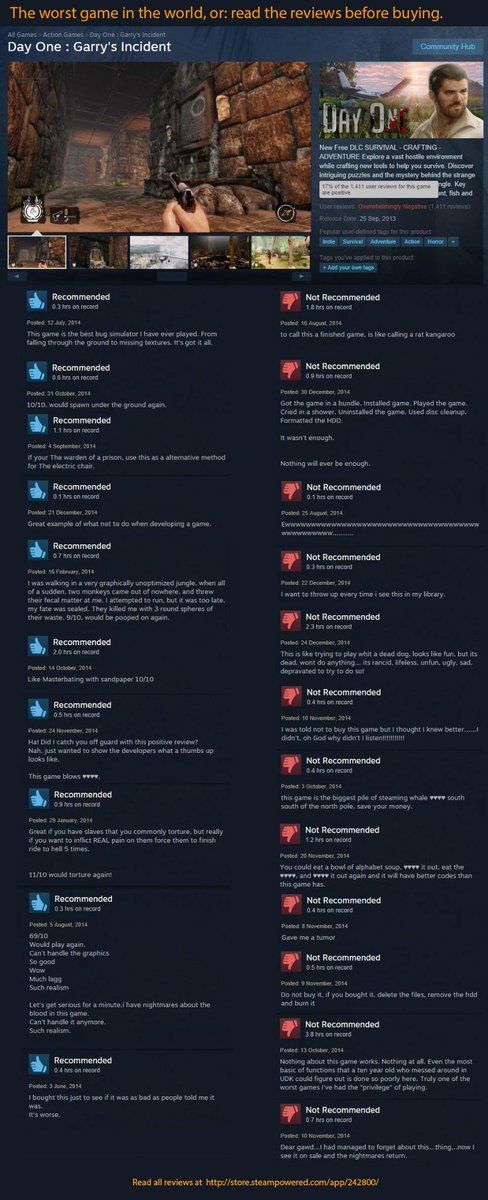 The worst game in the world, or: read the reviews before buying.
All Games > Action Games > Day One : Garry's Incident
Day One : Garry's Incident
Community Hub
DAY ONE
New Free DLC SURVIVAL - CRAFTING -
ADVENTURE Explore a vast hostile environment
while crafting new tools to help you survive. Discover
intriguing puzzles and the mystery behind the strange
ngle. Key
unt, fish and
17% of the 1,411 user reviews for this game
are positive.
User reviews: Overwhelmingly Negative (1,411 reviews)
Release Date: 25 Sep, 2013
Popular user-defined tags for this product:
Indie Survival Adventure Action Horror +
Tags you've applied to this product:
+ Add your own tags
Recommended
0.3 hrs on record
Posted: 12 July, 2014
This game is the best bug simulator I have ever played. From
falling through the ground to missing textures. It's got it all.
Recommended
0.6 hrs on record
Posted: 31 October, 2014
10/10. would spawn under the ground again.
Recommended
1.1 hrs on record
Posted: 4 September, 2014
If your The warden of a prison, use this as a alternative method
for The electric chair.
Recommended
0.1 hrs on record
Posted: 21 December, 2014
Great example of what not to do when developing a game.
Recommended
0.7 hrs on record
Posted: 16 February, 2014
I was walking in a very graphically unoptimized jungle, when all
of a sudden, two monkeys came out of nowhere, and threw
their fecal matter at me. I attempted to run, but it was too late,
my fate was sealed. They killed me with 3 round spheres of
their waste. 9/10, would be pooped on again.
Recommended
2.0 hrs on record
Posted: 14 October, 2014
Like Masterbating with sandpaper 10/10
Recommended
0.5 hrs on record
Posted: 24 November, 2014
Ha! Did I catch you off guard with this positive review?
Nah, just wanted to show the developers what a thumbs up
looks like.
This game blows ♥♥♥♥.
Recommended
0.9 hrs on record
Posted: 29 January, 2014
Great if you have slaves that you commonly torture, but really
if you want to inflict REAL pain on them force them to finish
ride to hell 5 times.
11/10 would torture again!
Recommended
0.3 hrs on record
Posted: 5 August, 2014
69/10
Would play again.
Can't handle the graphics
So good
Wow
Much lagg
Such realism
Let's get serious for a minute.i have nightmares about the
blood in this game.
Can't handle it anymore.
Such realism.
Recommended
0.4 hrs on record
Posted: 3 June, 2014
I bought this just to see if it was as bad as people told me it
was.
It's worse.
Not Recommended
1.8 hrs on record
Posted: 16 August, 2014
to call this a finished game, is like calling a rat kangaroo
Not Recommended
0.9 hrs on record
Posted: 30 December, 2014
Got the game in a bundle. Installed game. Played the game.
Cried in a shower. Uninstalled the game. Used disc cleanup.
Formatted the HDD.
It wasn't enough.
Nothing will ever be enough.
Not Recommended
0.1 hrs on record
Posted: 25 August, 2014
Ewwwwwwwwwwwwwwwwwwwwwwwwwwwwwwwwwwwwww
wwwwwwwwwww..........
Not Recommended
0.3 hrs on record
Posted: 22 December, 2014
I want to throw up every time i see this in my library.
Not Recommended
2.3 hrs on record
Posted: 24 December, 2014
This is like trying to play whit a dead dog, looks like fun, but its
dead, wont do anything... its rancid, lifeless, unfun, ugly, sad,
depravated to try to do so!
Not Recommended
0.4 hrs on record
Posted: 10 November, 2014
I was told not to buy this game but I thought I knew better......I
didn't, oh God why didn't I listen!!!!!!!!!!!
Not Recommended
0.4 hrs on record
Posted: 3 October, 2014
this game is the biggest pile of steaming whale ♥♥♥♥ south
south of the north pole, save your money.
Not Recommended
1.2 hrs on record
Posted: 20 November, 2014
You could eat a bowl of alphabet soup, ♥♥♥♥ it out, eat the
♥♥♥♥, and ♥♥♥♥ it out again and it will have better codes than
this game has.
Not Recommended
0.4 hrs on record
Posted: 8 November, 2014
Gave me a tumor
Not Recommended
0.5 hrs on record
Posted: 9 November, 2014
Do not buy it, if you bought it, delete the files, remove the hdd
and burn it
Not Recommended
3.8 hrs on record
Posted: 13 October, 2014
Nothing about this game works. Nothing at all. Even the most
basic of functions that a ten year old who messed around in
UDK could figure out is done so poorly here. Truly one of the
worst games I've had the "privilege" of playing.
Not Recommended
0.7 hrs on record
Posted: 10 November, 2014
Dear gawd...I had managed to forget about this...thing...now I
see it on sale and the nightmares return.
Read all reviews at http://store.steampowered.com/app/242800/